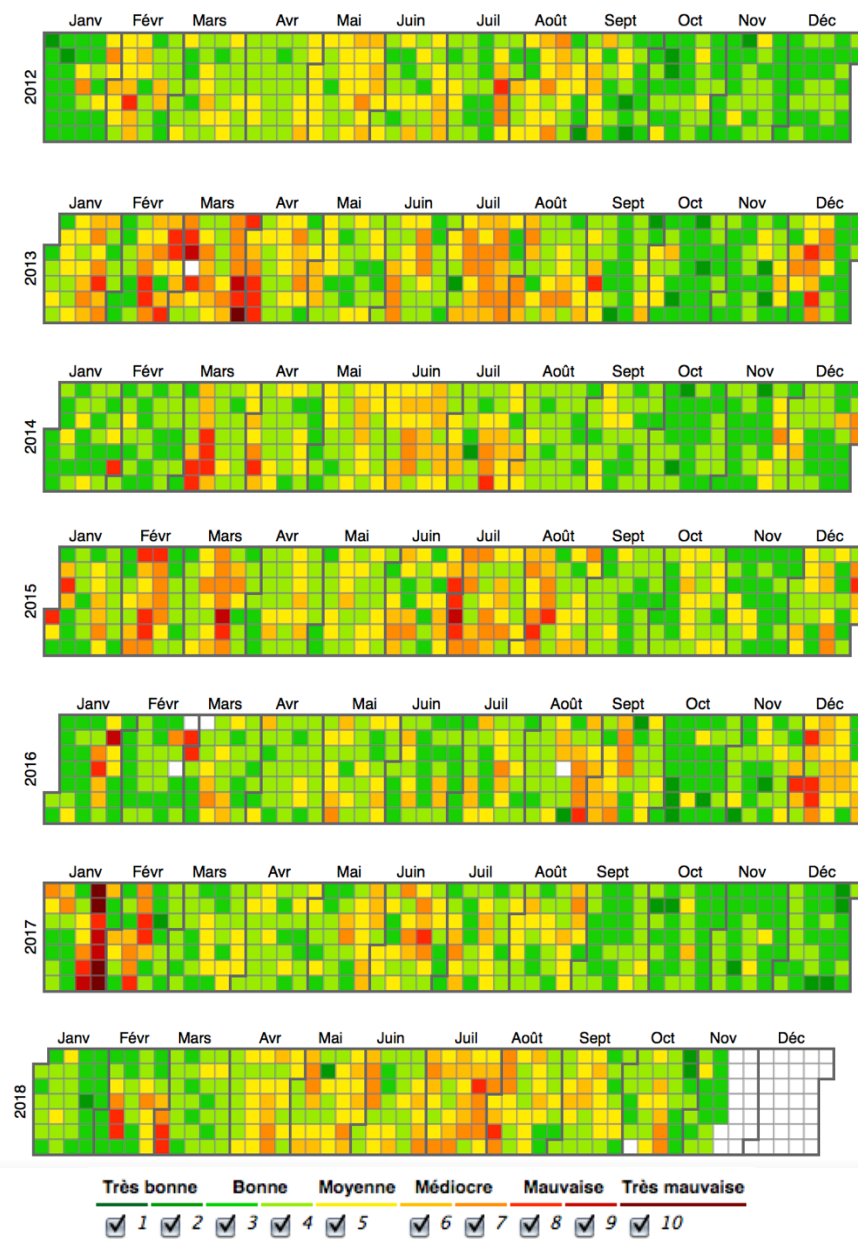 Janv Févr Mars Avr Mai Juin Juil Août Sept Oct Nov Déc
2012
Janv Févr Mars Avr Mai Juin Juil Août Sept Oct Nov Déc
2013
Janv Févr Mars Avr Mai Juin Juil Août Sept Oct Nov Déc
2014
Janv Févr Mars Avr Mai Juin Juil Août Sept Oct Nov Déc
2015
Janv Févr Mars Avr Mai Juin Juil Août Sept Oct Nov Déc
2016
Janv Févr Mars Avr Mai Juin Juil Août Sept Oct Nov Déc
2017
Janv Févr Mars Avr Mai Juin Juil Août Sept Oct Nov Déc
2018
Très bonne Bonne Moyenne Médiocre Mauvaise Très mauvaise
1 2 3 4 5 6 7 8 9 10